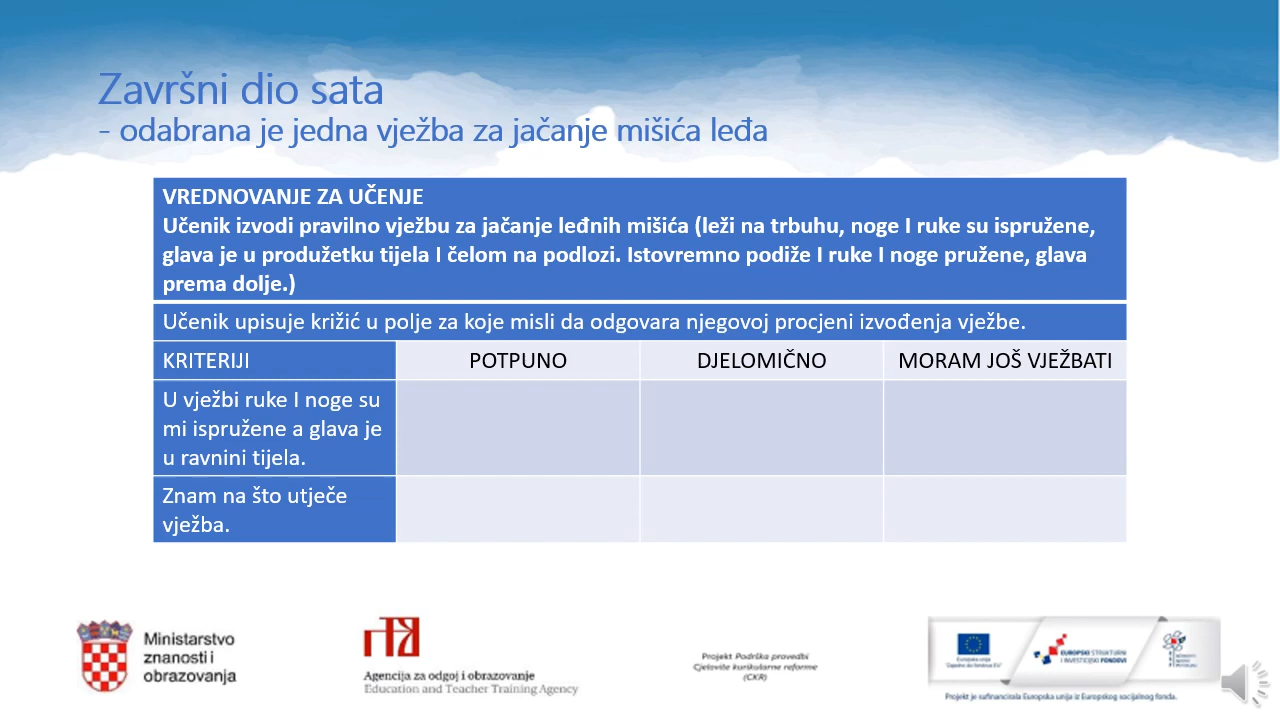 Završni dio sata
- odabrana je jedna vježba za jačanje mišića leđa
VREDNOVANJE ZA UČENJE
Učenik izvodi pravilno vježbu za jačanje leđnih mišića (leži na trbuhu, noge I ruke su ispružene,
glava je u produžetku tijela I čelom na podlozi. Istovremno podiže I ruke I noge pružene, glava
prema dolje.)
Učenik upisuje križić u polje za koje misli da odgovara njegovoj procjeni izvođenja vježbe.
KRITERIJI POTPUNO DJELOMIČNO MORAM JOŠ VJEŽBATI
U vježbi ruke I noge su
mi ispružene a glava je
u ravnini tijela.
Znam na što utječe
vježba.
Ministarstvo
znanosti i
obrazovanja
Agencija za odgoj i obrazovanje
Education and Teacher Training Agency
Projekt Podrška provedbi
Cjelovite kurikularne reforme
(CKR)
Europska unija
EUROPSKI STRUKTURNI
I INVESTICIJSKI FONDOVI
Projekt je sufinancirala Europska unija iz Europskog socijalnog fonda.